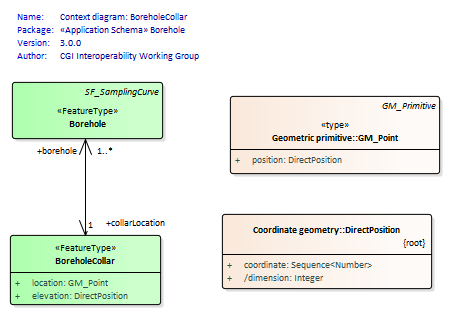 Name: Context diagram: BoreholeCollar
Package: «Application Schema» Borehole
Version: 3.0.0
Author: CGI Interoperability Working Group
SF_SamplingCurve
«FeatureType»
Borehole
+borehole 1..*
1 +collarLocation
«FeatureType»
BoreholeCollar
+ location: GM_Point
+ elevation: DirectPosition
GM_Primitive
«type»
Geometric primitive::GM_Point
+ position: DirectPosition
Coordinate geometry::DirectPosition
{root}
+ coordinate: Sequence<Number>
+ /dimension: Integer